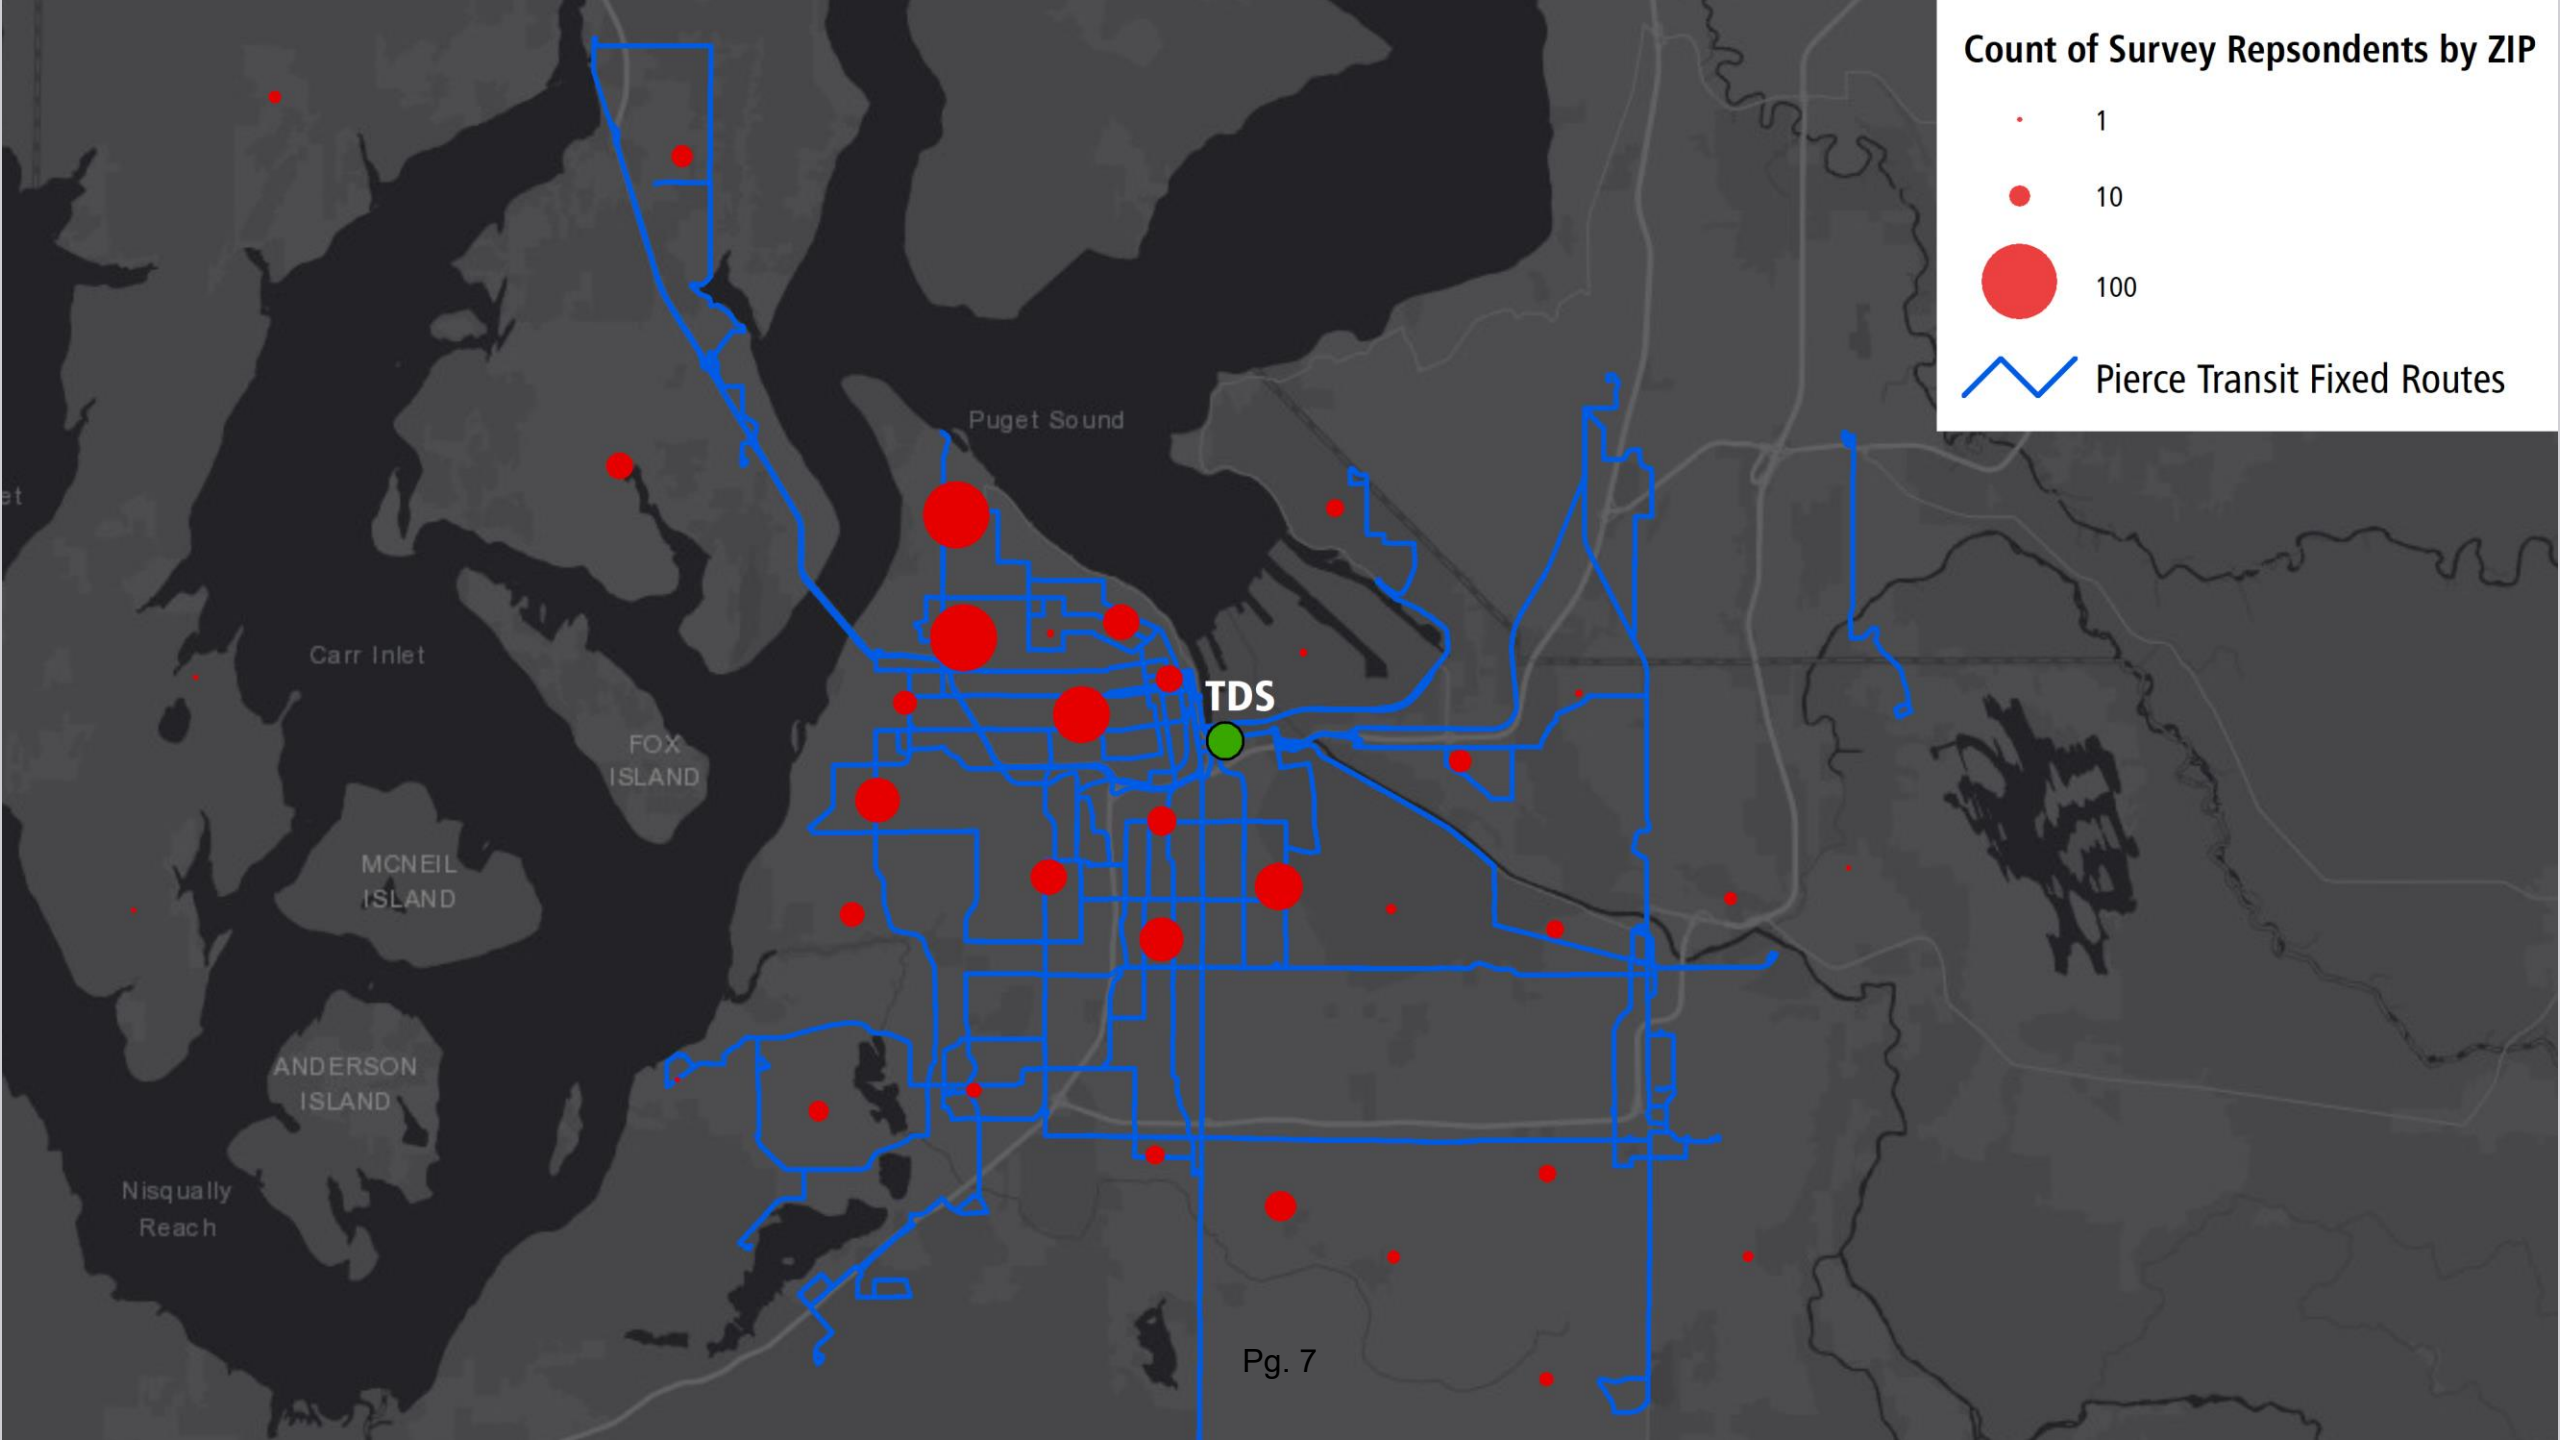 Count of Survey Repsondents by ZIP
1
10
100
Pierce Transit Fixed Routes
Puget Sound
et
Carr Inlet
TDS
FOX
ISLAND
MCNEIL
ISLAND
ANDERSON
ISLAND
Nisqually
Reach
Pg. 7